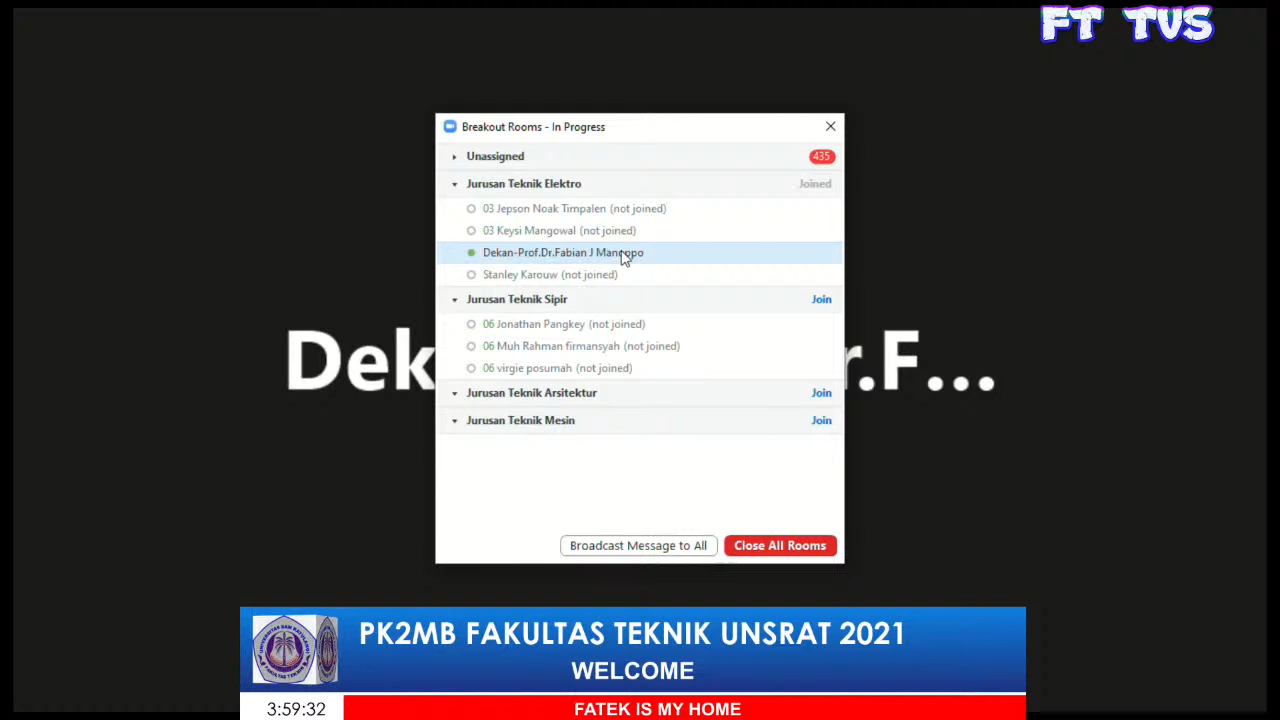 FT TVS
Breakout Rooms - In Progress
Unassigned 435
Jurusan Teknik Elektro Joined
03 Jepson Noak Timpalen (not joined)
03 Keysi Mangowal (not joined)
Dekan-Prof.Dr.Fabian J Manoppo
Stanley Karouw (not joined)
Jurusan Teknik Sipir Join
06 Jonathan Pangkey (not joined)
06 Muh Rahman firmansyah (not joined)
06 virgie posumah (not joined)
Dek r.F...
Jurusan Teknik Arsitektur Join
Jurusan Teknik Mesin Join
Broadcast Message to All Close All Rooms
PK2MB FAKULTAS TEKNIK UNSRAT 2021
WELCOME
3:59:32 FATEK IS MY HOME